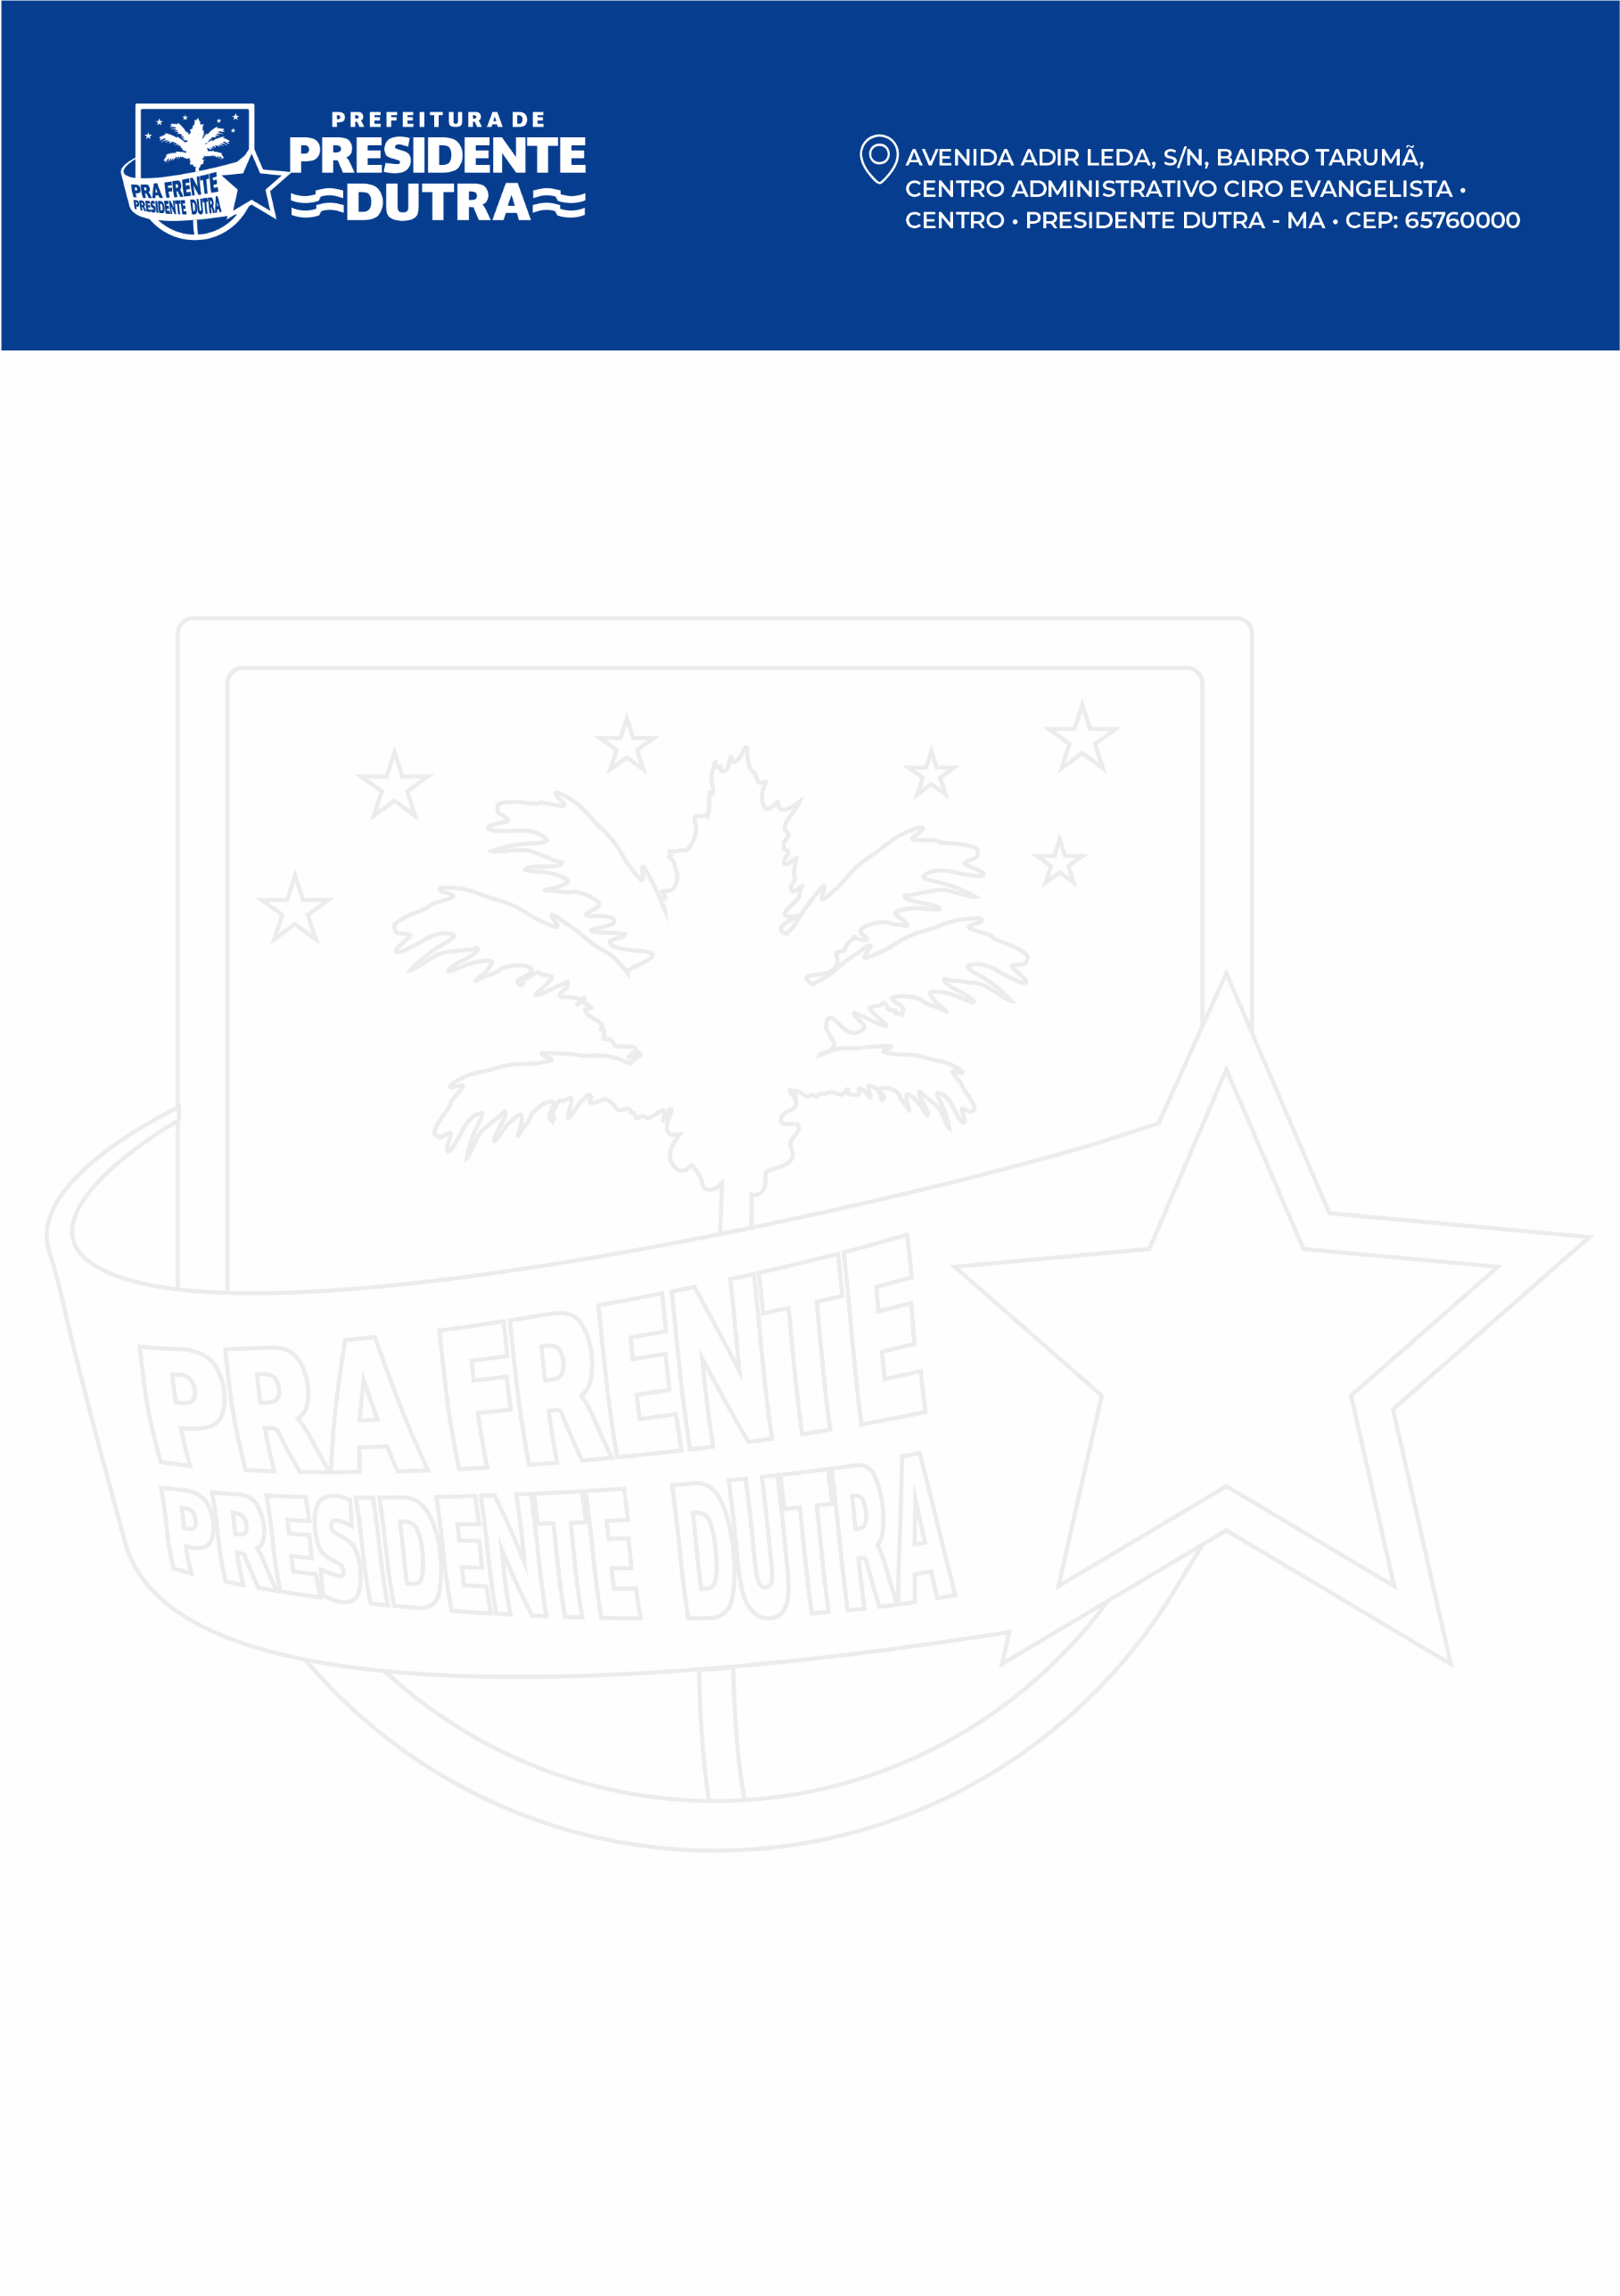 PREFEITURA DE
PRESIDENTE
DUTRA
PRA FRENTE
PRESIDENTE DUTRA
AVENIDA ADIR LEDA, S/N, BAIRRO TARUMÃ,
CENTRO ADMINISTRATIVO CIRO EVANGELISTA •
CENTRO • PRESIDENTE DUTRA - MA • CEP: 65760000
PRA FRENTE
PRESIDENTE DUTRA